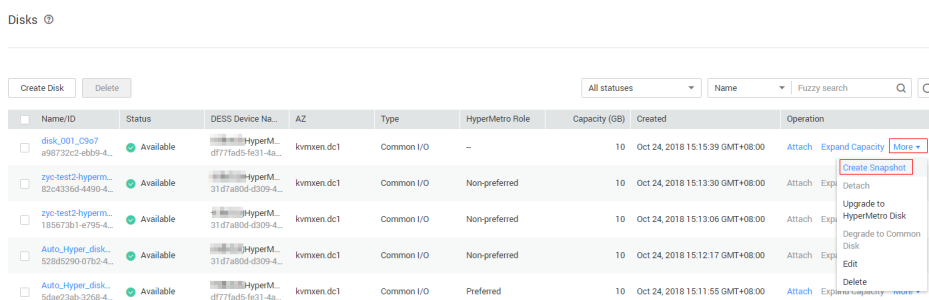 Disks
Create Disk Delete All statuses Name Fuzzy search
Name/ID Status DESS Device Na... AZ Type HyperMetro Role Capacity (GB) Created Operation
disk_001_C9o7
a98732c2-ebb9-4... Available HyperM...
df77fad5-fe31-4a... kvmxen.dc1 Common I/O -- 10 Oct 24, 2018 15:15:39 GMT+08:00 Attach Expand Capacity More
Create Snapshot
zyc-test2-hyperm...
82c4336d-4490-4... Available HyperM...
31d7a80d-d309-4... kvmxen.dc1 Common I/O Non-preferred 10 Oct 24, 2018 15:13:30 GMT+08:00 Attach Expa
Detach
Upgrade to
HyperMetro Disk
zyc-test2-hyperm...
185673b1-e795-4... Available HyperM...
31d7a80d-d309-4... kvmxen.dc1 Common I/O Non-preferred 10 Oct 24, 2018 15:13:06 GMT+08:00 Attach Expa
Degrade to Common
Disk
Auto_Hyper_disk...
528d5290-07b2-4... Available HyperM...
31d7a80d-d309-4... kvmxen.dc1 Common I/O Non-preferred 10 Oct 24, 2018 15:12:17 GMT+08:00 Attach Expa
Edit
Delete
Auto_Hyper_disk...
5dae23ab-3268-4... Available HyperM...
df77fad5-fe31-4a... kvmxen.dc1 Common I/O Preferred 10 Oct 24, 2018 15:11:55 GMT+08:00 Attach Expand Capacity More